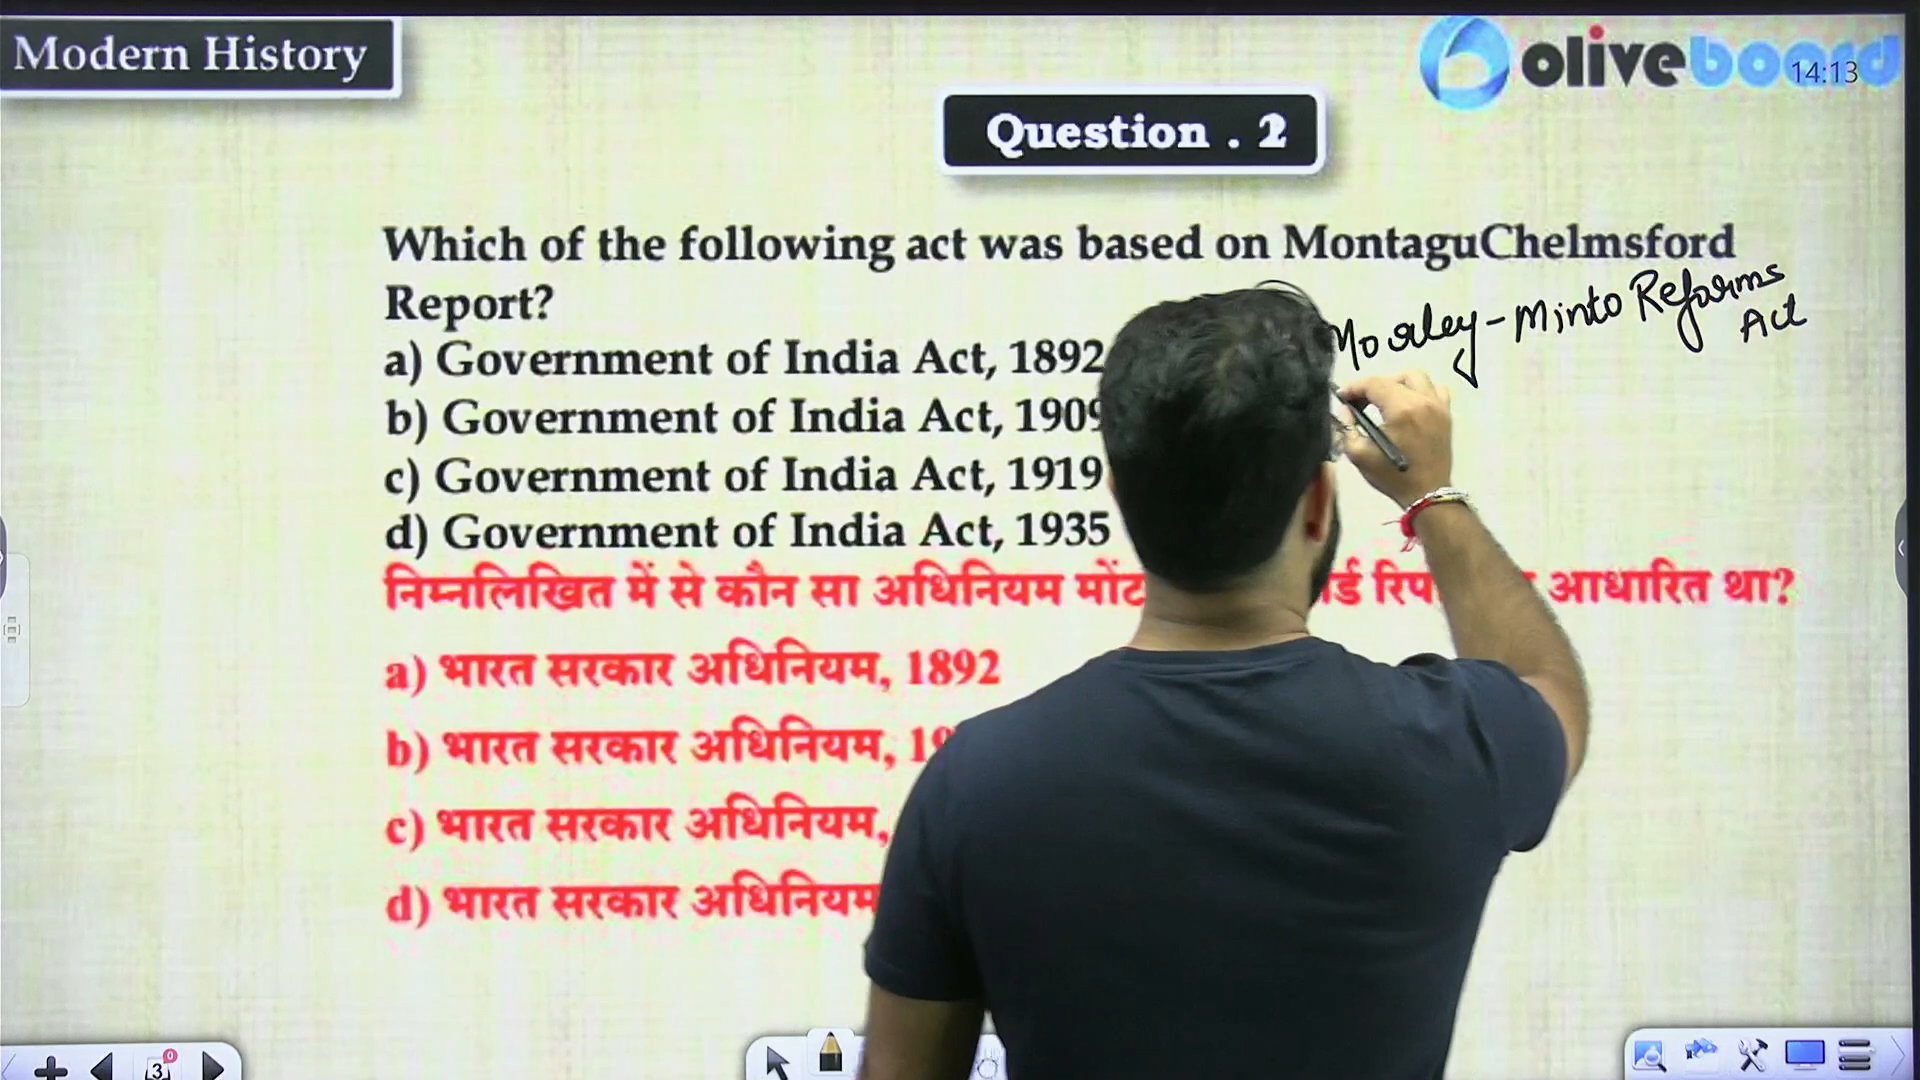 Modern History
oliveboard
14:13
Question . 2
Which of the following act was based on MontaguChelmsford
Report?
Morley-Minto Reforms
Act
a) Government of India Act, 1892
b) Government of India Act, 1909
c) Government of India Act, 1919
d) Government of India Act, 1935
निम्नलिखित में से कौन सा अधिनियम आधारित था?
a) भारत सरकार अधिनियम, 1892
b) भारत सरकार अधिनियम,
c) भारत सरकार अधिनियम,
d) भारत सरकार अधिनियम
3
0